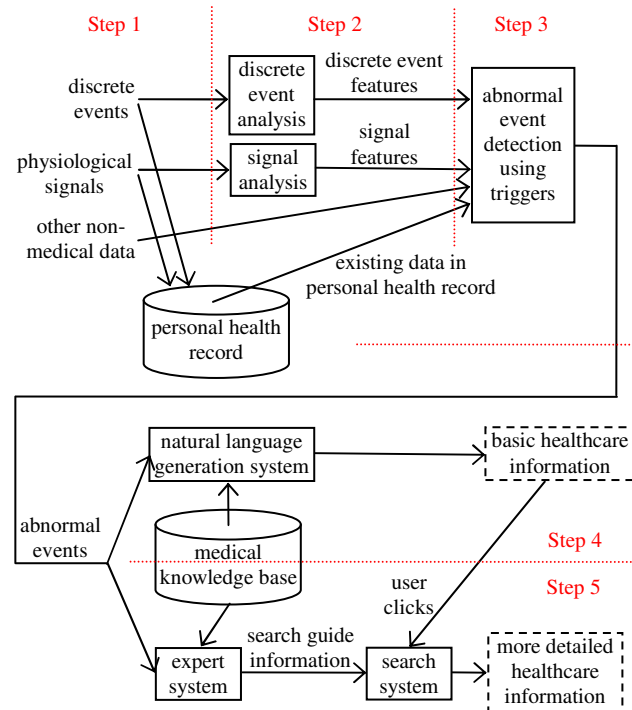 Step 1
Step 2
Step 3
discrete
events
discrete
event
analysis
discrete event
features
abnormal
event
detection
using
triggers
physiological
signals
signal
analysis
signal
features
other non-
medical data
existing data in
personal health record
personal health
record
natural language
generation system
basic healthcare
information
abnormal
events
medical
knowledge base
Step 4
Step 5
user
clicks
expert
system
search guide
information
search
system
more detailed
healthcare
information